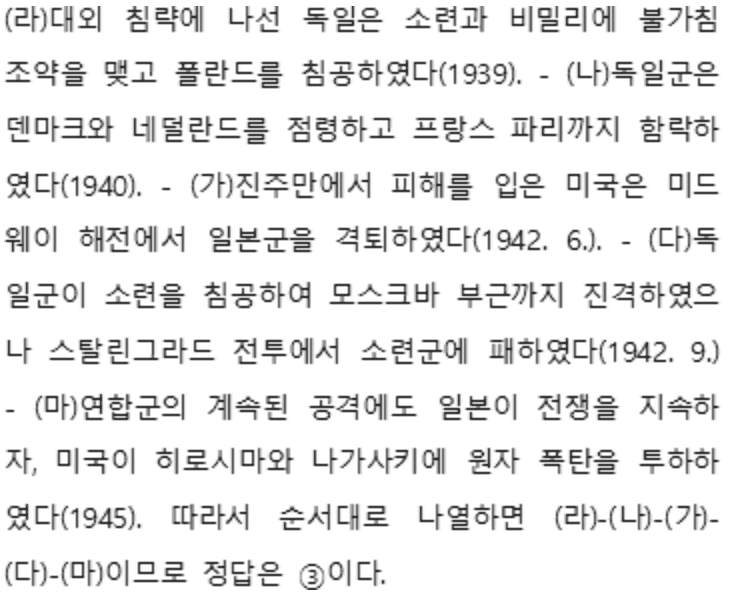 (라)대외 침략에 나선 독일은 소련과 비밀리에 불가침
조약을 맺고 폴란드를 침공하였다(1939). - (나)독일군은
덴마크와 네덜란드를 점령하고 프랑스 파리까지 함락하
였다(1940). - (가)진주만에서 피해를 입은 미국은 미드
웨이 해전에서 일본군을 격퇴하였다(1942. 6.). - (다)독
일군이 소련을 침공하여 모스크바 부근까지 진격하였으
나 스탈린그라드 전투에서 소련군에 패하였다(1942. 9.)
- (마)연합군의 계속된 공격에도 일본이 전쟁을 지속하
자, 미국이 히로시마와 나가사키에 원자 폭탄을 투하하
였다(1945). 따라서 순서대로 나열하면 (라)-(나)-(가)-
(다)-(마)이므로 정답은 ③이다.